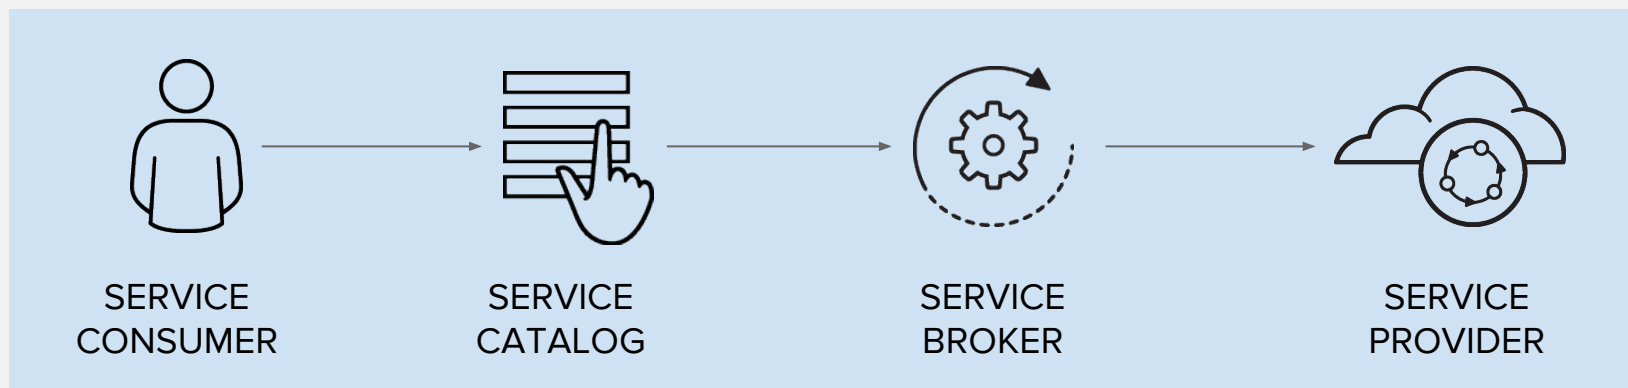 SERVICE
CONSUMER
SERVICE
CATALOG
SERVICE
BROKER
SERVICE
PROVIDER